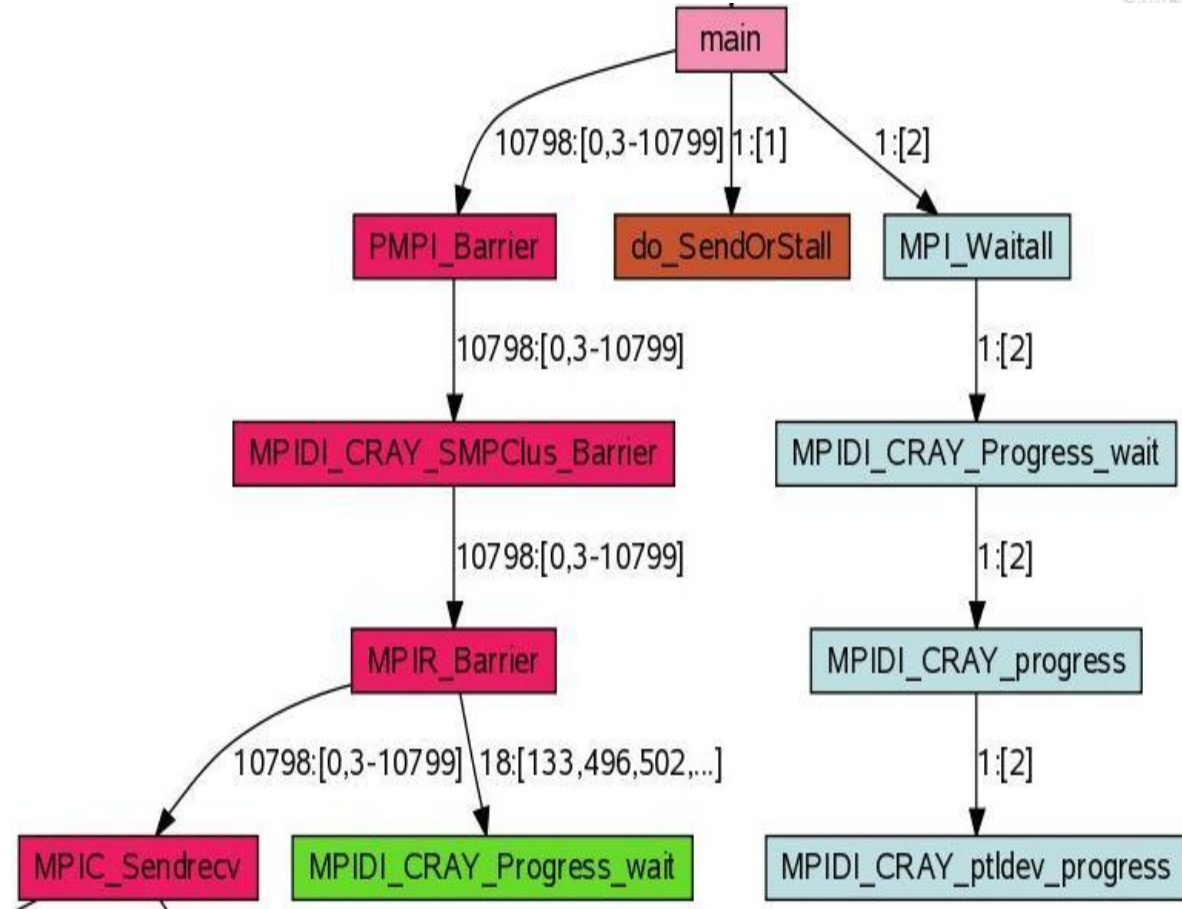 main
10798:[0,3-10799]
1:[1]
1:[2]
PMPI_Barrier
do_SendOrStall
MPI_Waitall
10798:[0,3-10799]
1:[2]
MPIDI_CRAY_SMPClus_Barrier
MPIDI_CRAY_Progress_wait
10798:[0,3-10799]
1:[2]
MPIR_Barrier
MPIDI_CRAY_progress
10798:[0,3-10799]
18:[133,496,502,...]
1:[2]
MPIC_Sendrecv
MPIDI_CRAY_Progress_wait
MPIDI_CRAY_ptldev_progress